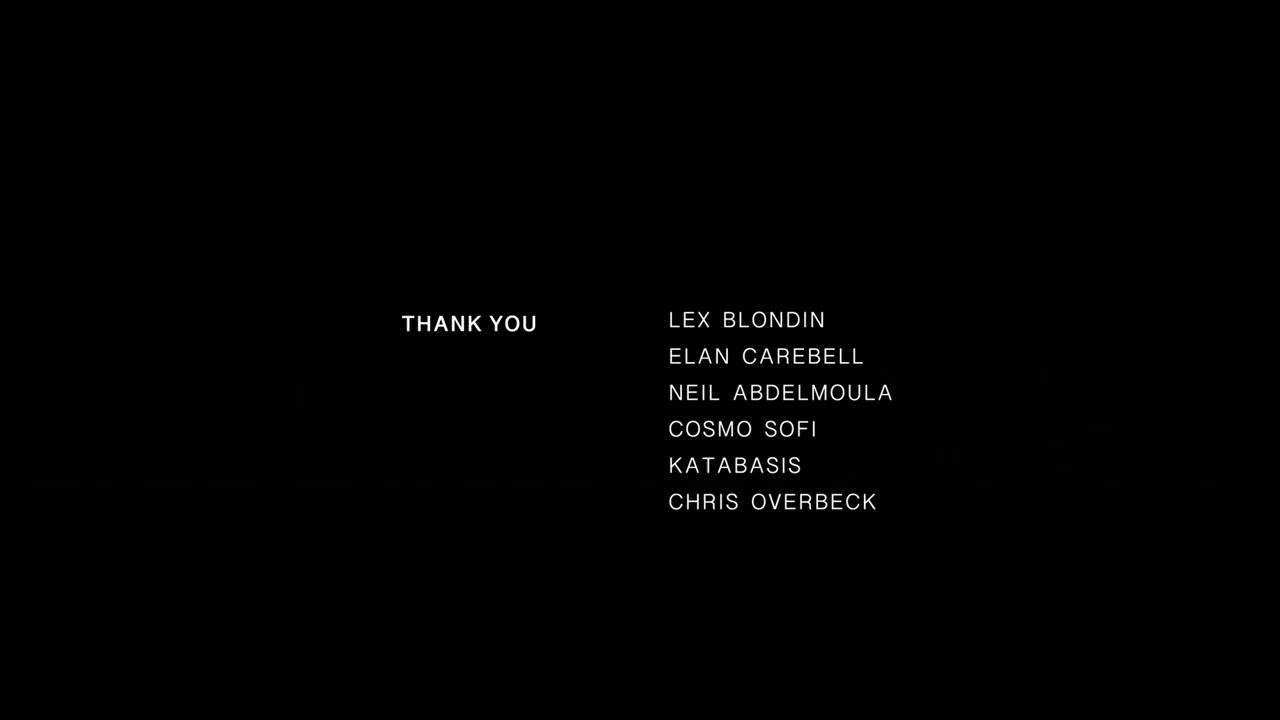 THANK YOU
LEX BLONDIN
ELAN CAREBELL
NEIL ABDELMOULA
COSMO SOFI
KATABASIS
CHRIS OVERBECK